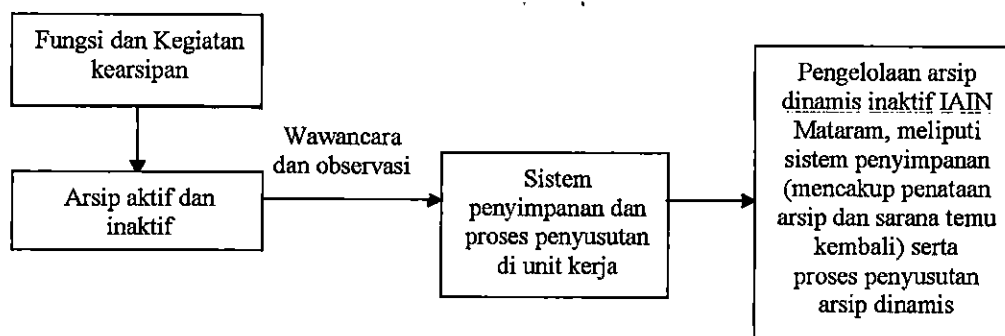 Fungsi dan Kegiatan
kearsipan
Arsip aktif dan
inaktif
Wawancara
dan observasi
Sistem
penyimpanan dan
proses penyusutan
di unit kerja
Pengelolaan arsip
dinamis inaktif IAIN
Mataram, meliputi
sistem penyimpanan
(mencakup penataan
arsip dan sarana temu
kembali) serta
proses penyusutan
arsip dinamis